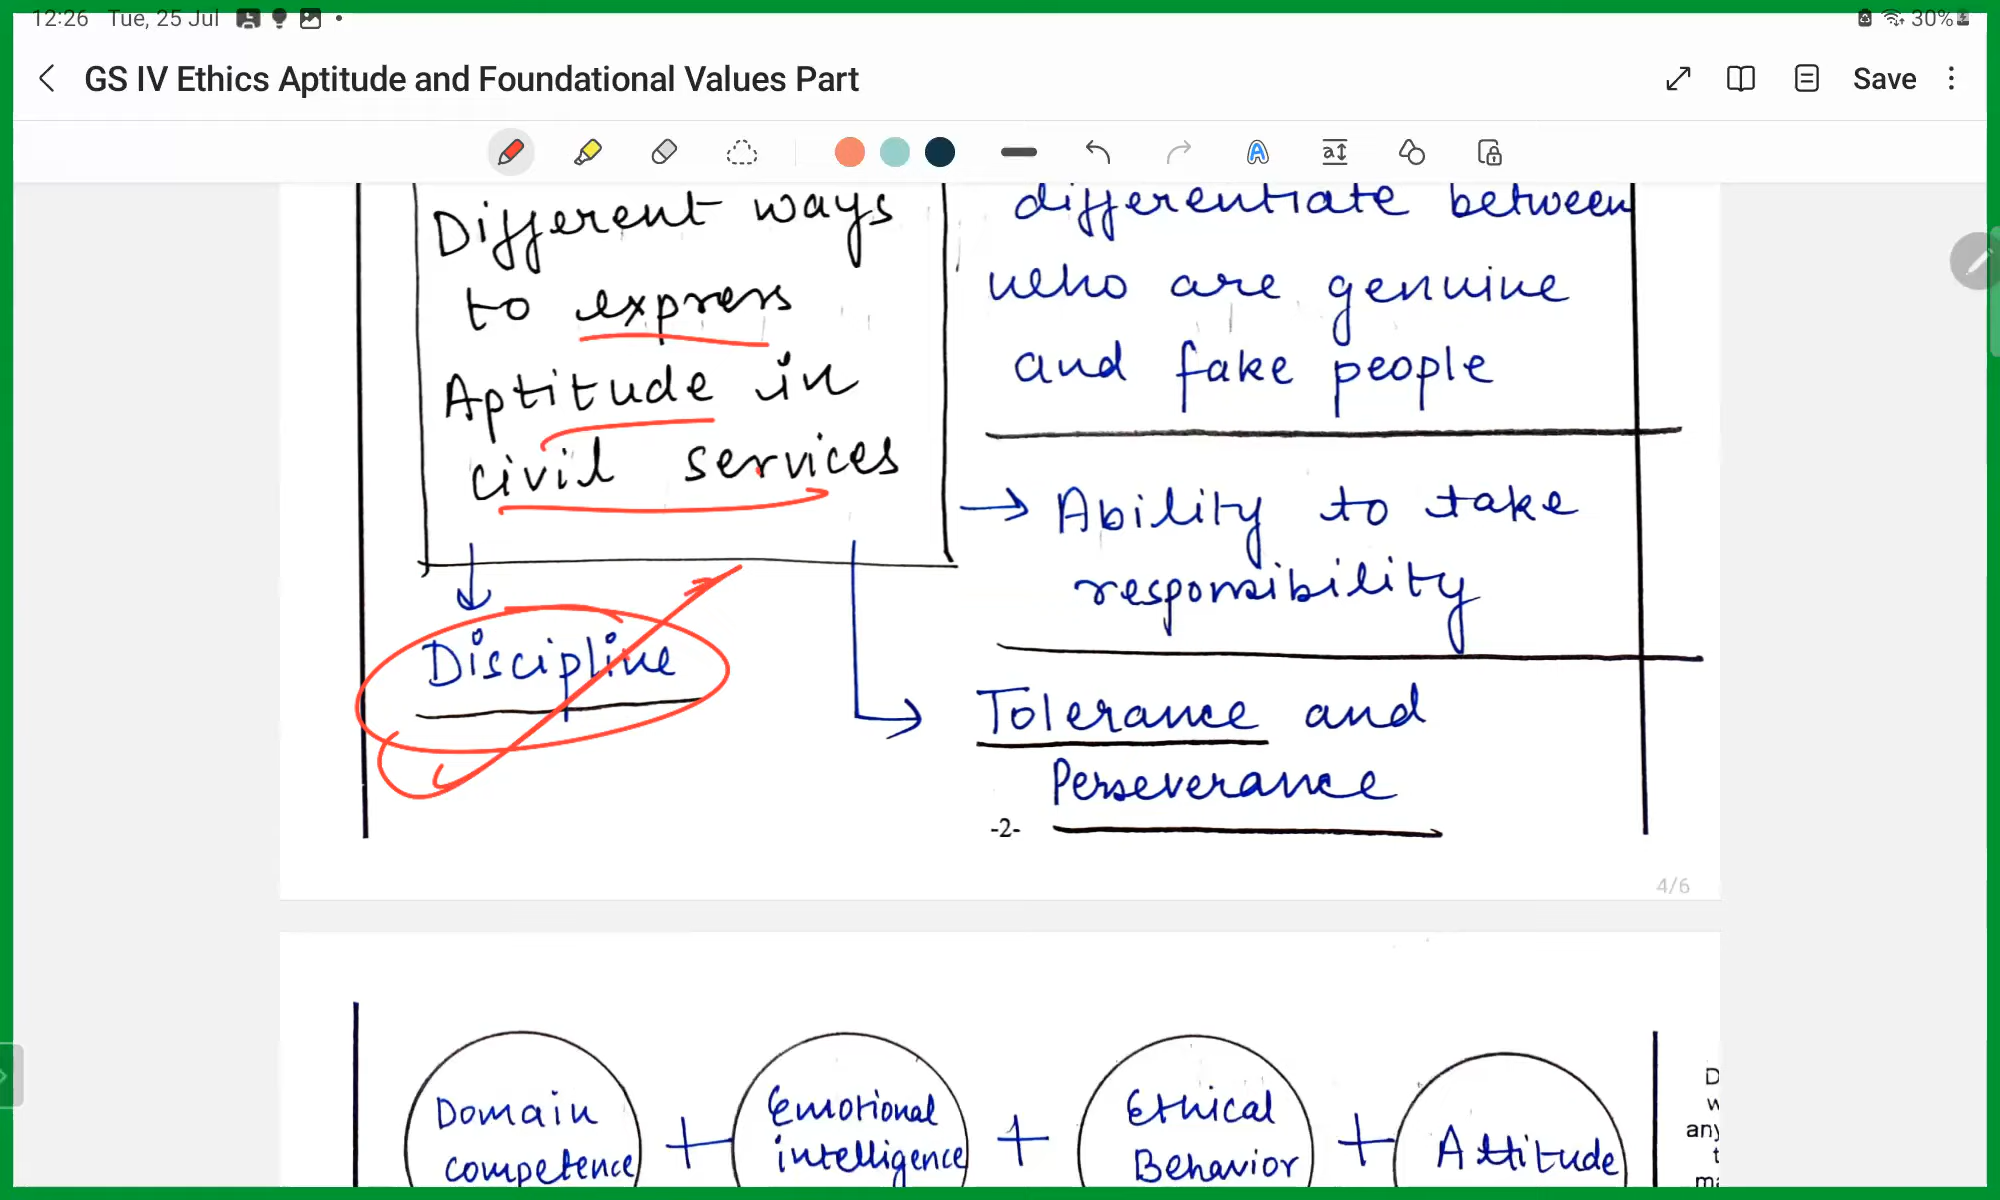 12:26 Tue, 25 Jul
30%
GS IV Ethics Aptitude and Foundational Values Part
Save
Different ways
to express
Aptitude in
civil services
Discipline
differentiate between
who are genuine
and fake people
→ Ability to take
responsibility
Tolerance and
Perseverance
-2-
4/6
Domain
competence
+
Emotional
intelligence
+
Ethical
Behavior
+
Attitude
D
w
any
t
ma